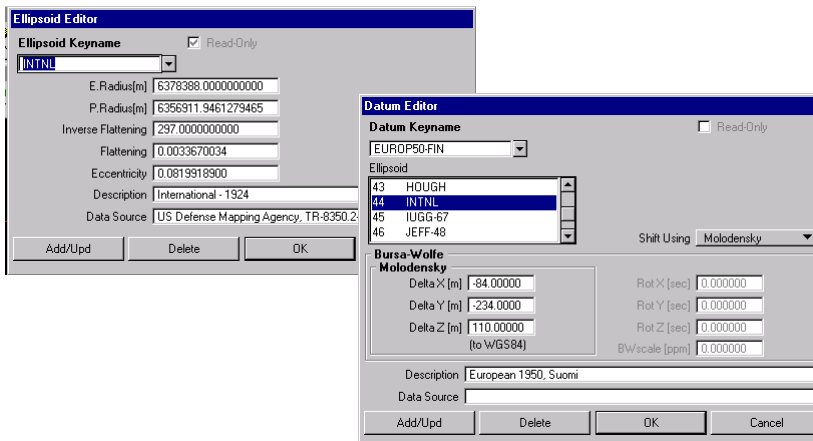 Ellipsoid Editor
Ellipsoid Keyname
Read-Only
INTNL
E.Radius[m] 6378388.0000000000
P.Radius[m] 6356911.9461279465
Inverse Flattening 297.0000000000
Flattening 0.0033670034
Eccentricity 0.0819918900
Description International - 1924
Data Source US Defense Mapping Agency, TR-8350.2-
Add/Upd Delete OK
Datum Editor
Datum Keyname
Read-Only
EUROP50-FIN
Ellipsoid
43 HOUGH
44 INTNL
45 IUGG-67
46 JEFF-48
Shift Using Molodensky
Bursa-Wolfe
Molodensky
Delta X [m] -84.00000
Delta Y [m] -234.0000
Delta Z [m] 110.00000
(to WGS84)
Rot X [sec] 0.000000
Rot Y [sec] 0.000000
Rot Z [sec] 0.000000
BWscale [ppm] 0.000000
Description European 1950, Suomi
Data Source
Add/Upd Delete OK Cancel